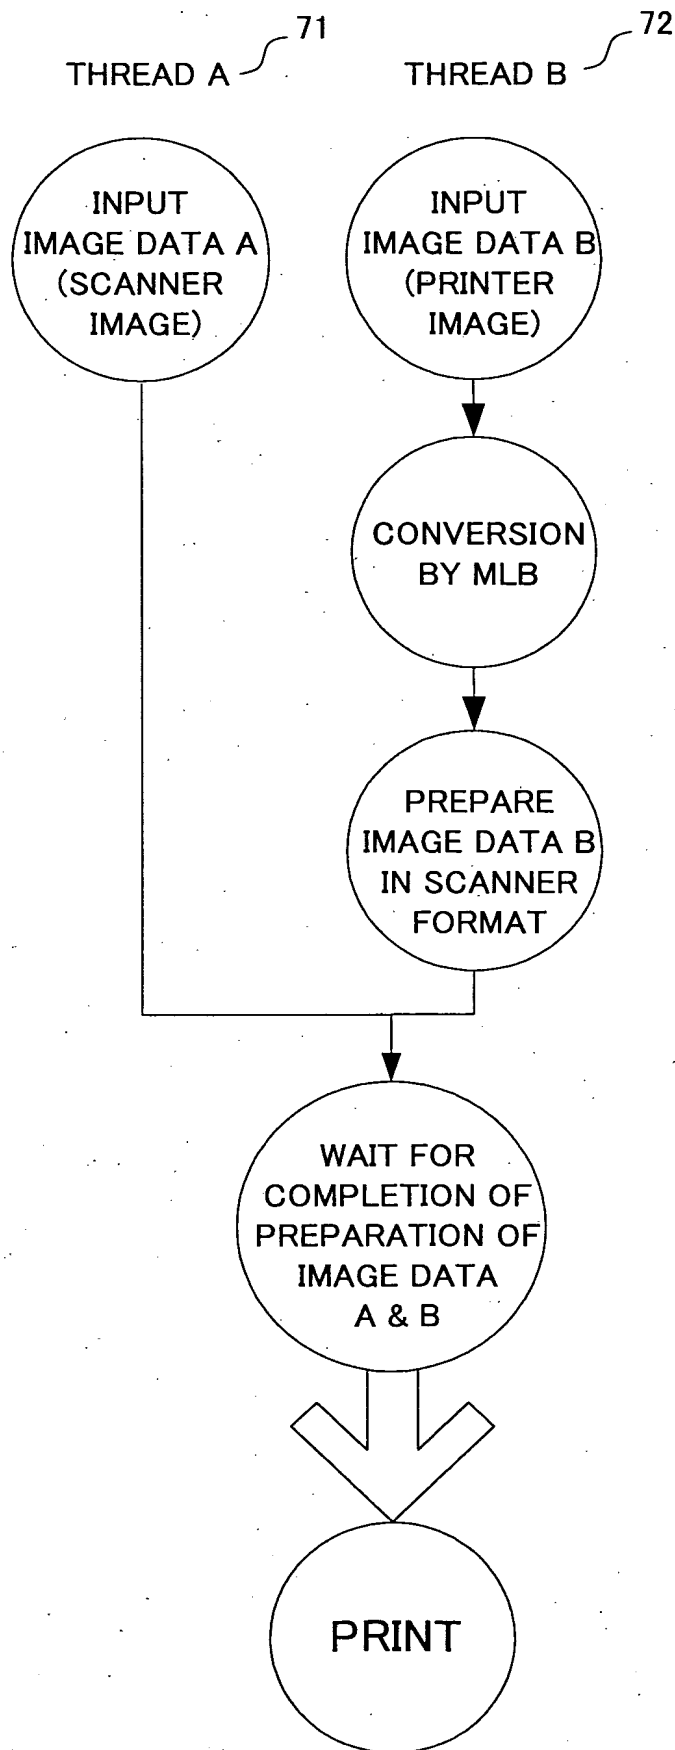 71
72
THREAD A
THREAD B
INPUT
IMAGE DATA A
(SCANNER
IMAGE)
INPUT
IMAGE DATA B
(PRINTER
IMAGE)
CONVERSION
BY MLB
PREPARE
IMAGE DATA B
IN SCANNER
FORMAT
WAIT FOR
COMPLETION OF
PREPARATION OF
IMAGE DATA
A & B
PRINT